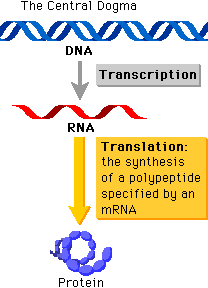 The Central Dogma
DNA
Transcription
RNA
Translation:
the synthesis
of a polypeptide
specified by an
mRNA
Protein